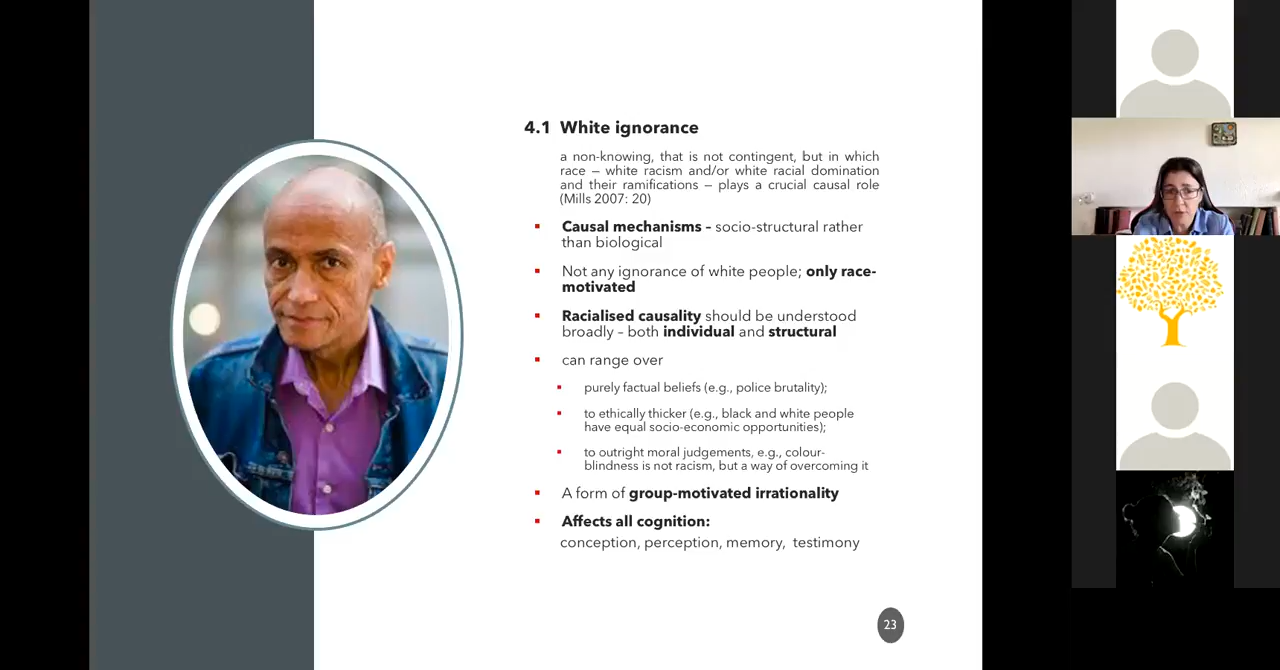 4.1 White ignorance
a non-knowing, that is not contingent, but in which
race – white racism and/or white racial domination
and their ramifications – plays a crucial causal role
(Mills 2007: 20)
▪ Causal mechanisms – socio-structural rather
than biological
▪ Not any ignorance of white people; only race-
motivated
▪ Racialised causality should be understood
broadly – both individual and structural
▪ can range over
▪ purely factual beliefs (e.g., police brutality);
▪ to ethically thicker (e.g., black and white people
have equal socio-economic opportunities);
▪ to outright moral judgements, e.g., colour-
blindness is not racism, but a way of overcoming it
▪ A form of group-motivated irrationality
▪ Affects all cognition:
conception, perception, memory, testimony
23